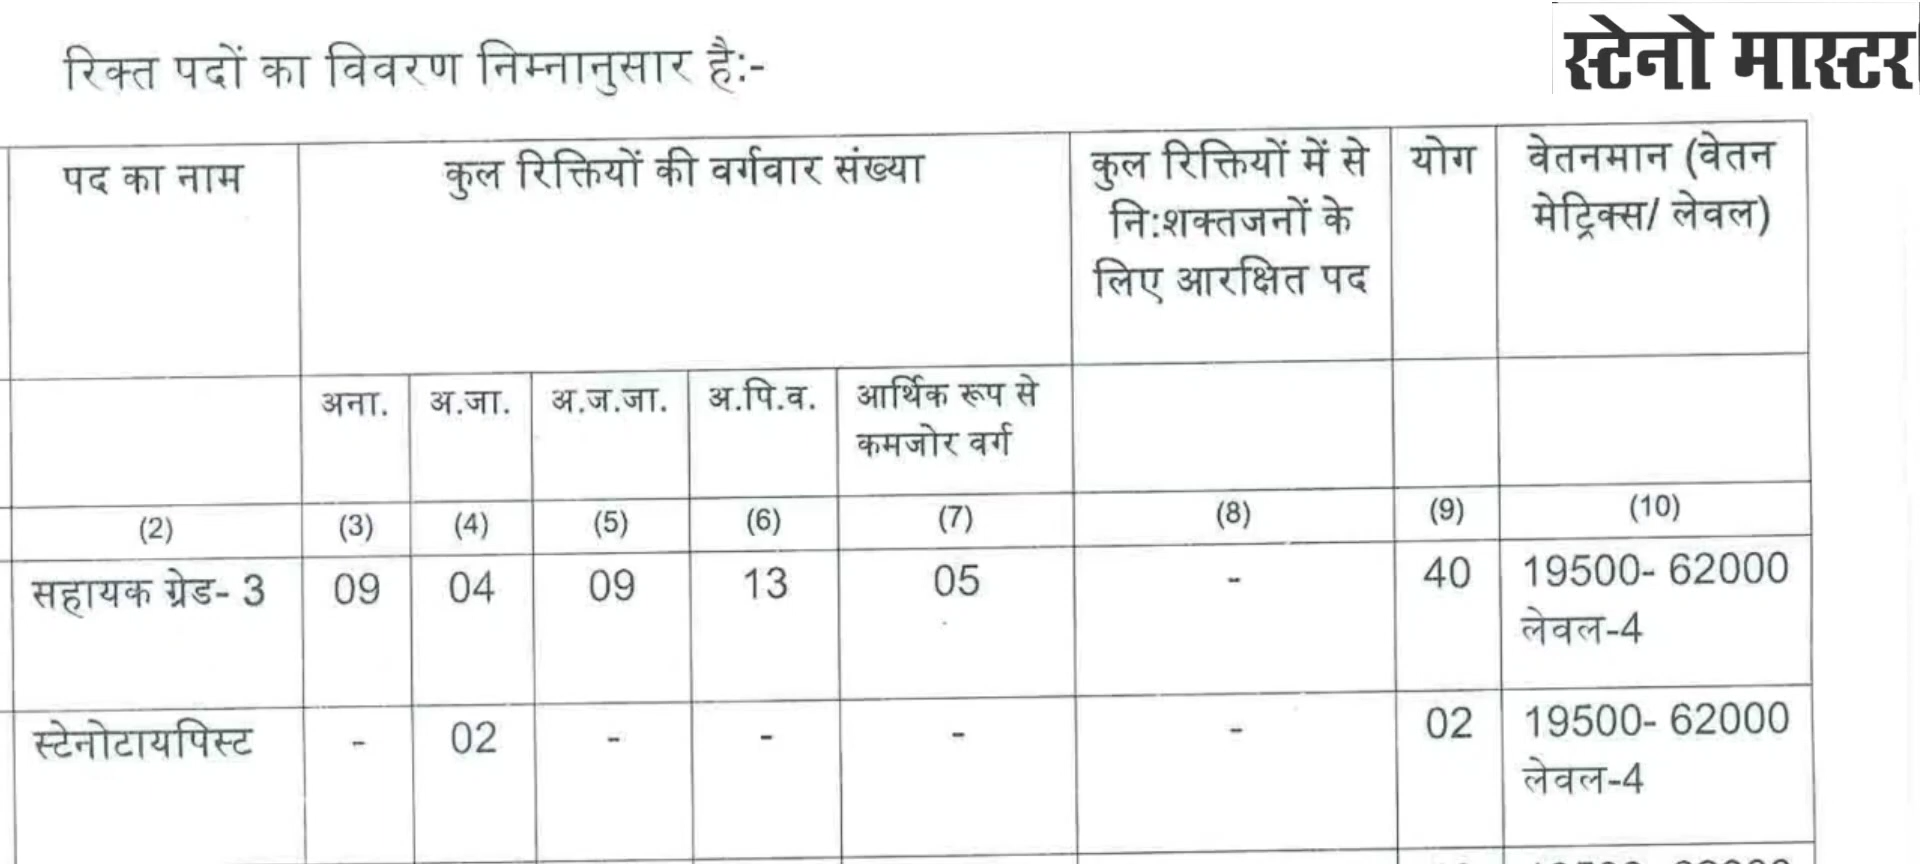 रिक्त पदों का विवरण निम्नानुसार है:-
स्टेनो मास्टर
पद का नाम
कुल रिक्तियों की वर्गवार संख्या
कुल रिक्तियों में से
नि:शक्तजनों के
लिए आरक्षित पद
योग
वेतनमान (वेतन
मेट्रिक्स/ लेवल)
अना. अ.जा. अ.ज.जा. अ.पि.व. आर्थिक रूप से
कमजोर वर्ग
(2) (3) (4) (5) (6) (7) (8) (9) (10)
सहायक ग्रेड- 3 09 04 09 13 05 - 40 19500- 62000
लेवल-4
स्टेनोटायपिस्ट - 02 - - - - 02 19500- 62000
लेवल-4